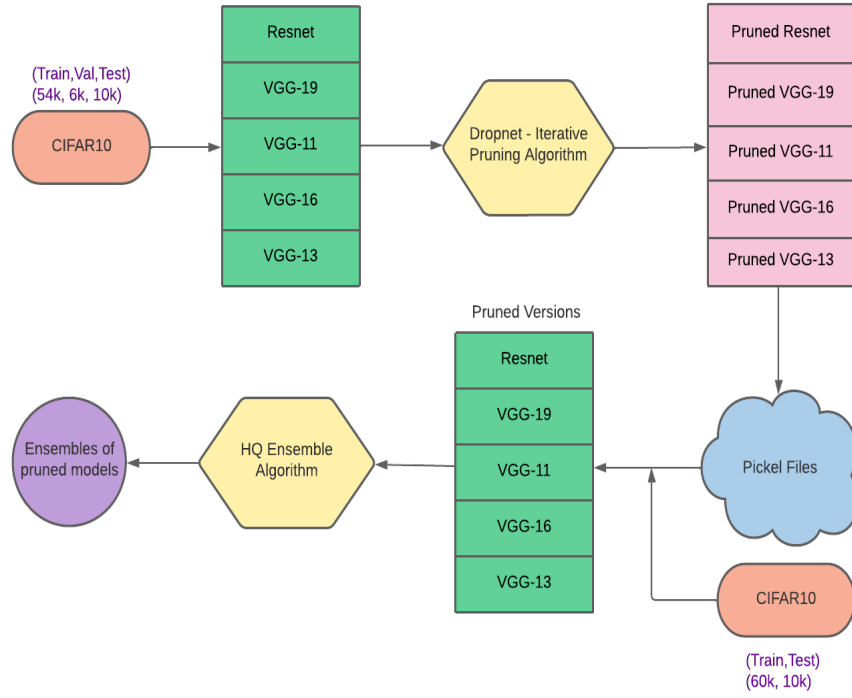 (Train,Val,Test)
(54k, 6k, 10k)
CIFAR10
Resnet
VGG-19
VGG-11
VGG-16
VGG-13
Dropnet - Iterative
Pruning Algorithm
Pruned Resnet
Pruned VGG-19
Pruned VGG-11
Pruned VGG-16
Pruned VGG-13
Pickel Files
CIFAR10
(Train,Test)
(60k, 10k)
Pruned Versions
Resnet
VGG-19
VGG-11
VGG-16
VGG-13
HQ Ensemble
Algorithm
Ensembles of
pruned models